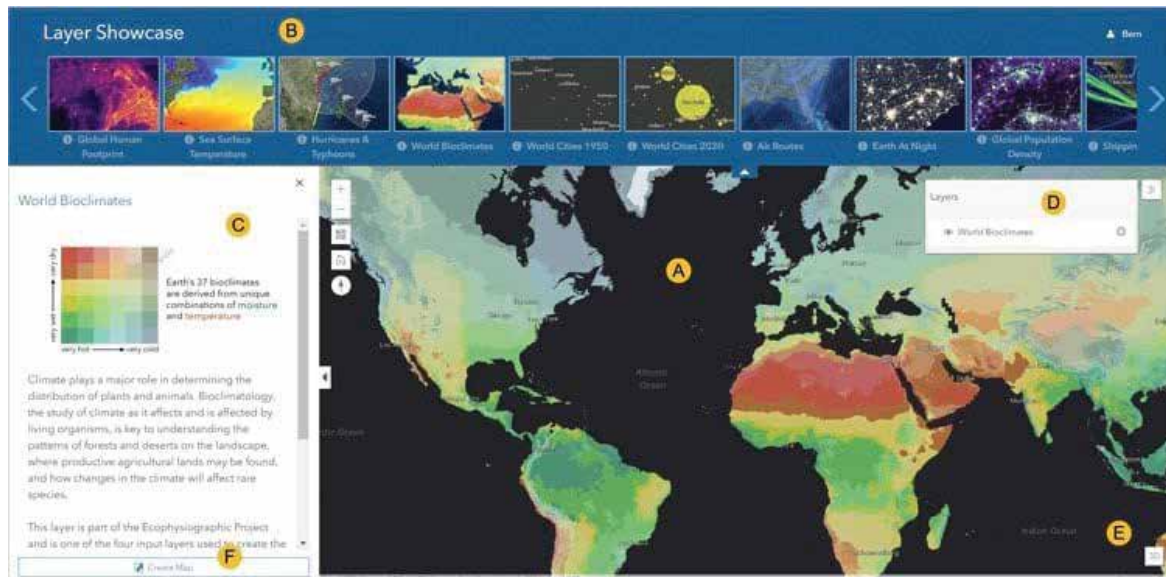 Layer Showcase
B
Bern
Global Human
Footprint
Sea Surface
Temperature
Hurricanes &
Typhoons
World Bioclimates
World Cities 1950
World Cities 2030
Air Routes
Earth At Night
Global Population
Density
Shippin
World Bioclimates
C
very dry
very wet
very hot
very cold
Earth's 37 bioclimates
are derived from unique
combinations of moisture
and temperature
Climate plays a major role in determining the
distribution of plants and animals. Bioclimatology,
the study of climate as it affects and is affected by
living organisms, is key to understanding the
patterns of forests and deserts on the landscape,
where productive agricultural lands may be found,
and how changes in the climate will affect rare
species.
This layer is part of the Ecophysiographic Project
and is one of the four input layers used to create the
F
Create Map
A
Layers
D
World Bioclimates
Atlantic
Ocean
Indian Ocean
E
3D